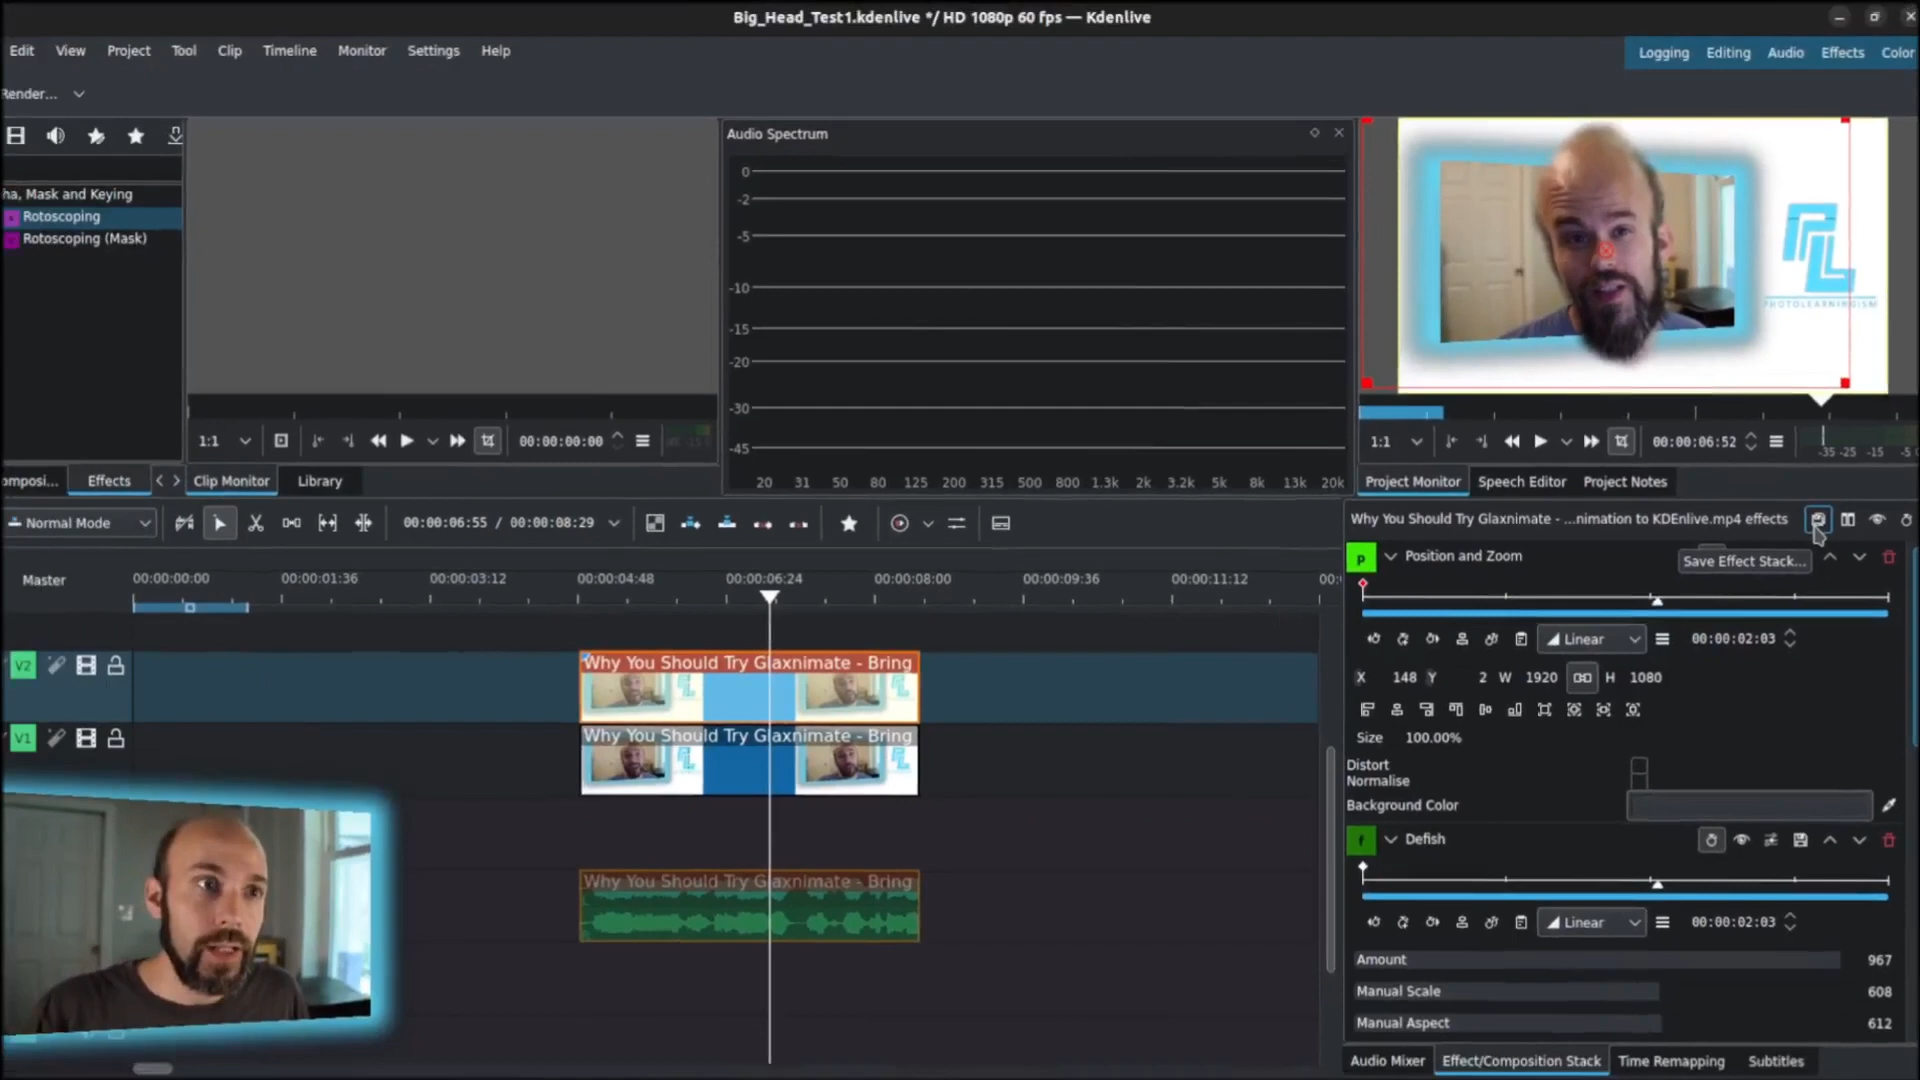 Big_Head_Test1.kdenlive */ HD 1080p 60 fps — Kdenlive
Edit View Project Tool Clip Timeline Monitor Settings Help
Logging Editing Audio Effects Color
Render...
Audio Spectrum
ha, Mask and Keying
Rotoscoping
Rotoscoping (Mask)
0
-2
-5
-10
-15
-20
-30
-45
20 31 50 80 125 200 315 500 800 1.3k 2k 3.2k 5k 8k 13k 20k
PHOTOLEARNINGISM
1:1 00:00:00:00
1:1 00:00:06:52
-35 -25 -15 -5 0
omposi... Effects Clip Monitor Library
Project Monitor Speech Editor Project Notes
Normal Mode 00:00:06:55 / 00:00:08:29
Why You Should Try Glaxnimate - ...nimation to KDEnlive.mp4 effects
Save Effect Stack...
p Position and Zoom
Linear 00:00:02:03
X 148 Y 2 W 1920 H 1080
Size 100.00%
Distort
Normalise
Background Color
f Defish
Linear 00:00:02:03
Amount 967
Manual Scale 608
Manual Aspect 612
Audio Mixer Effect/Composition Stack Time Remapping Subtitles
Master 00:00:00:00 00:00:01:36 00:00:03:12 00:00:04:48 00:00:06:24 00:00:08:00 00:00:09:36 00:00:11:12 00:
V2 Why You Should Try Glaxnimate - Bring
V1 Why You Should Try Glaxnimate - Bring
Why You Should Try Glaxnimate - Bring